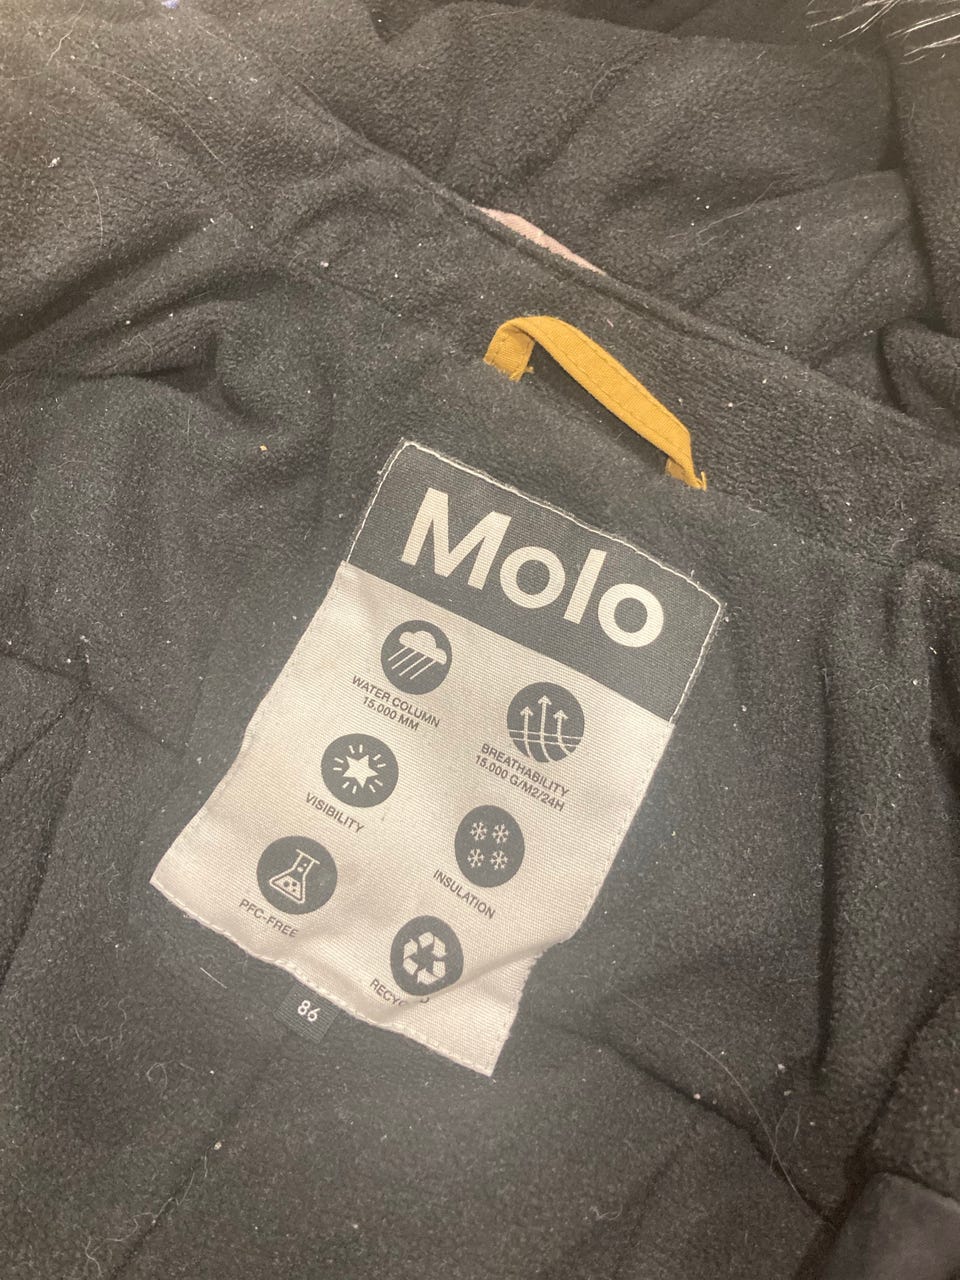 Molo
WATER COLUMN
15.000 MM
BREATHABILITY
15.000 G/M2/24H
VISIBILITY
INSULATION
PFC-FREE
86